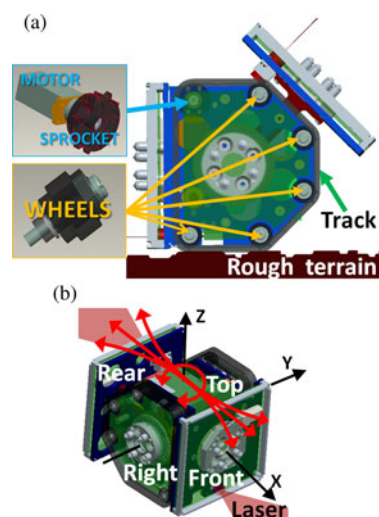 (a)
MOTOR
SPROCKET
WHEELS
Track
Rough terrain
(b)
Z
Y
Rear
Top
Right
Front
X
Laser